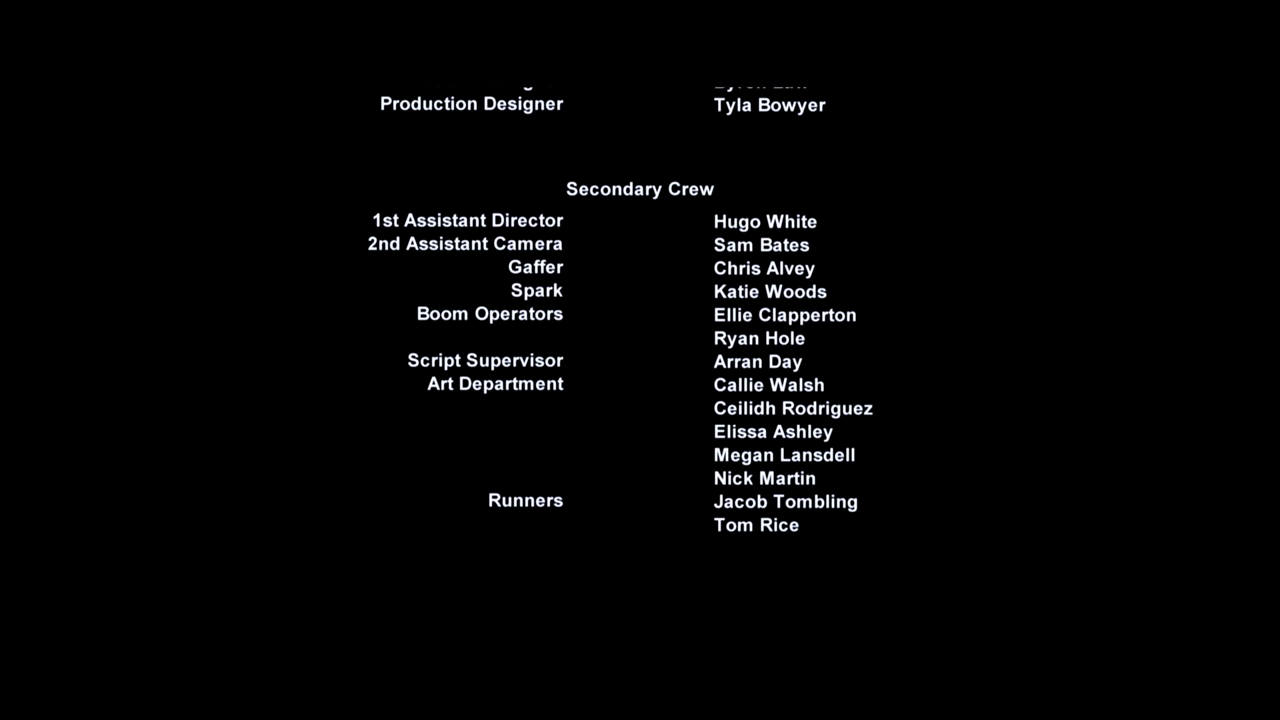 Production Designer Tyla Bowyer
Secondary Crew
1st Assistant Director Hugo White
2nd Assistant Camera Sam Bates
Gaffer Chris Alvey
Spark Katie Woods
Boom Operators Ellie Clapperton
Ryan Hole
Script Supervisor Arran Day
Art Department Callie Walsh
Ceilidh Rodriguez
Elissa Ashley
Megan Lansdell
Nick Martin
Runners Jacob Tombling
Tom Rice